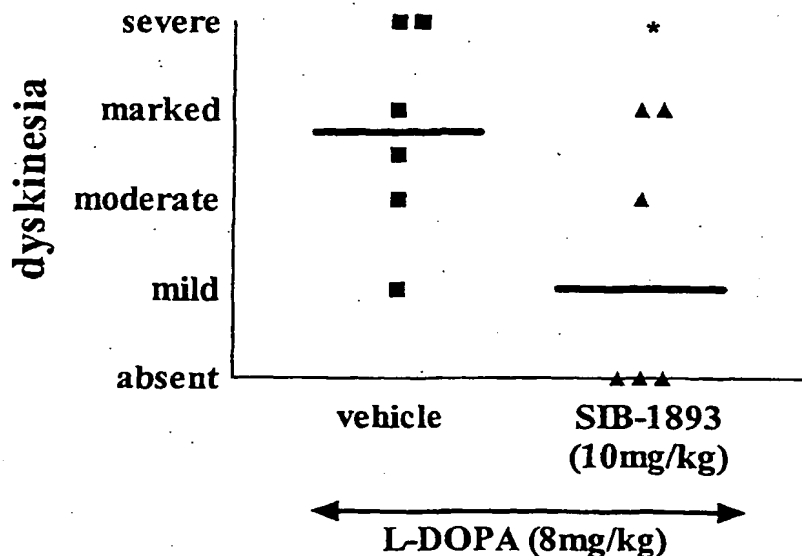 severe
*
marked
dyskinesia
moderate
mild
absent
vehicle
SIB-1893
(10mg/kg)
L-DOPA (8mg/kg)